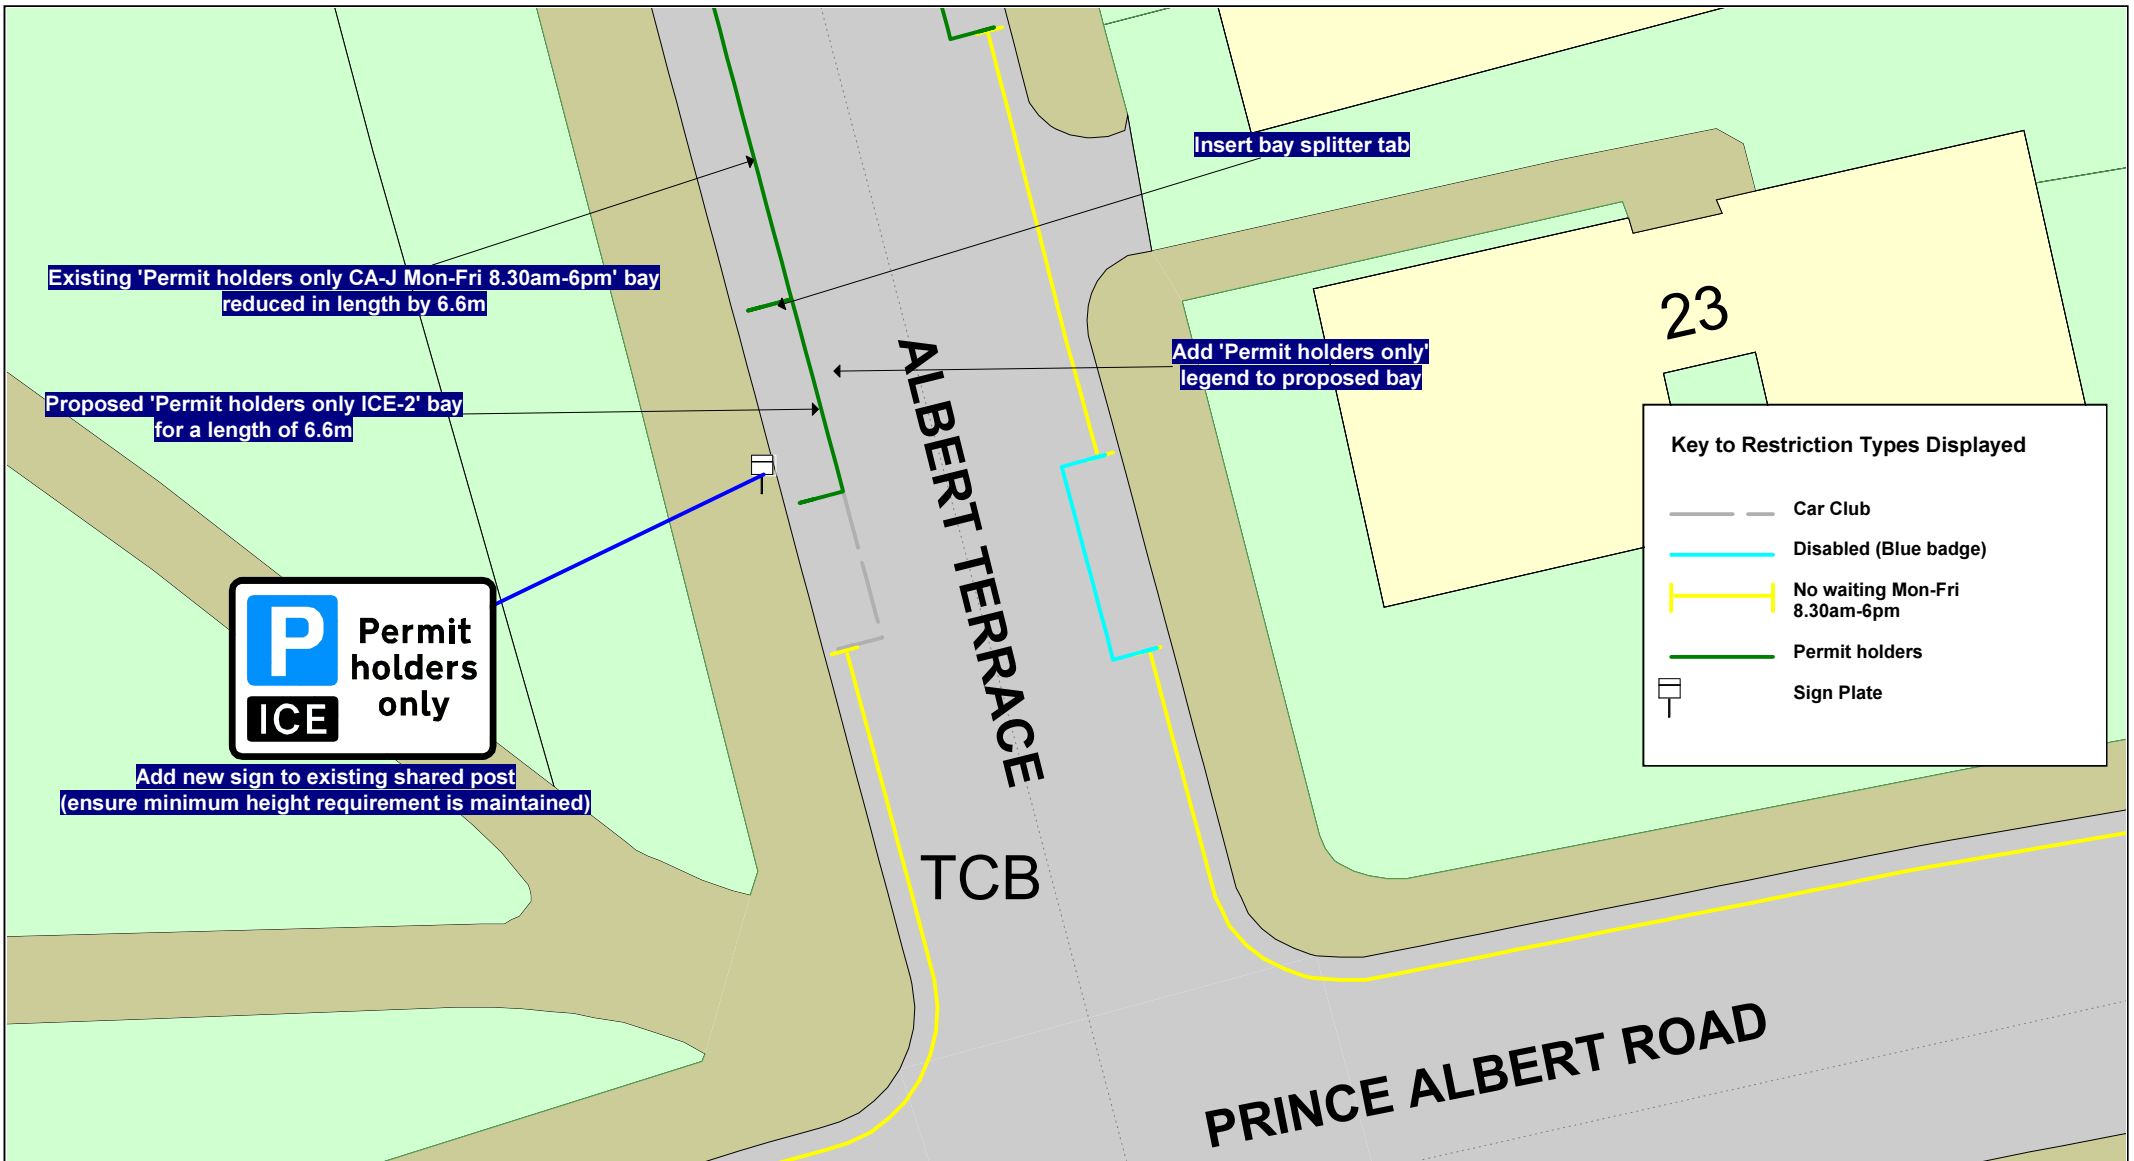 Insert bay splitter tab
Existing 'Permit holders only CA-J Mon-Fri 8.30am-6pm' bay
reduced in length by 6.6m
23
ALBERT TERRACE
Add 'Permit holders only'
legend to proposed bay
Proposed 'Permit holders only ICE-2' bay
for a length of 6.6m
Key to Restriction Types Displayed
Car Club
Disabled (Blue badge)
No waiting Mon-Fri
8.30am-6pm
Permit holders
Sign Plate
P
ICE
Permit
holders
only
Add new sign to existing shared post
(ensure minimum height requirement is maintained)
TCB
PRINCE ALBERT ROAD